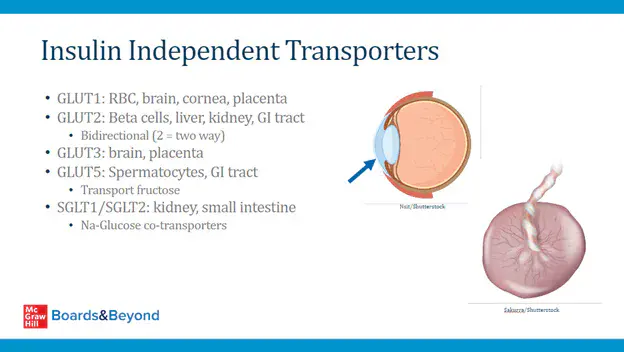 Insulin Independent Transporters
• GLUT1: RBC, brain, cornea, placenta
• GLUT2: Beta cells, liver, kidney, GI tract
• Bidirectional (2 = two way)
• GLUT3: brain, placenta
• GLUT5: Spermatocytes, GI tract
• Transport fructose
• SGLT1/SGLT2: kidney, small intestine
• Na-Glucose co-transporters
Nuit/Shutterstock
Sakurra/Shutterstock
Mc
Graw
Hill
Boards&Beyond